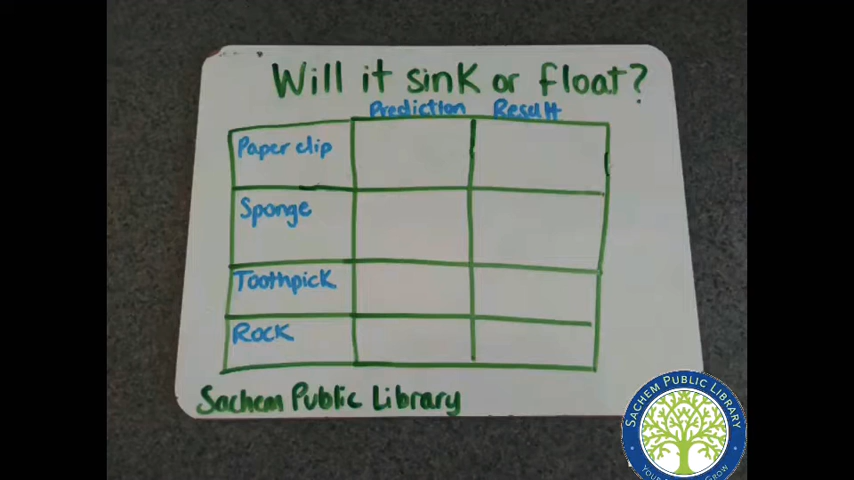 Will it sink or float?
Prediction Result
Paper clip
Sponge
Toothpick
Rock
Sachem Public Library
SACHEM PUBLIC LIBRARY